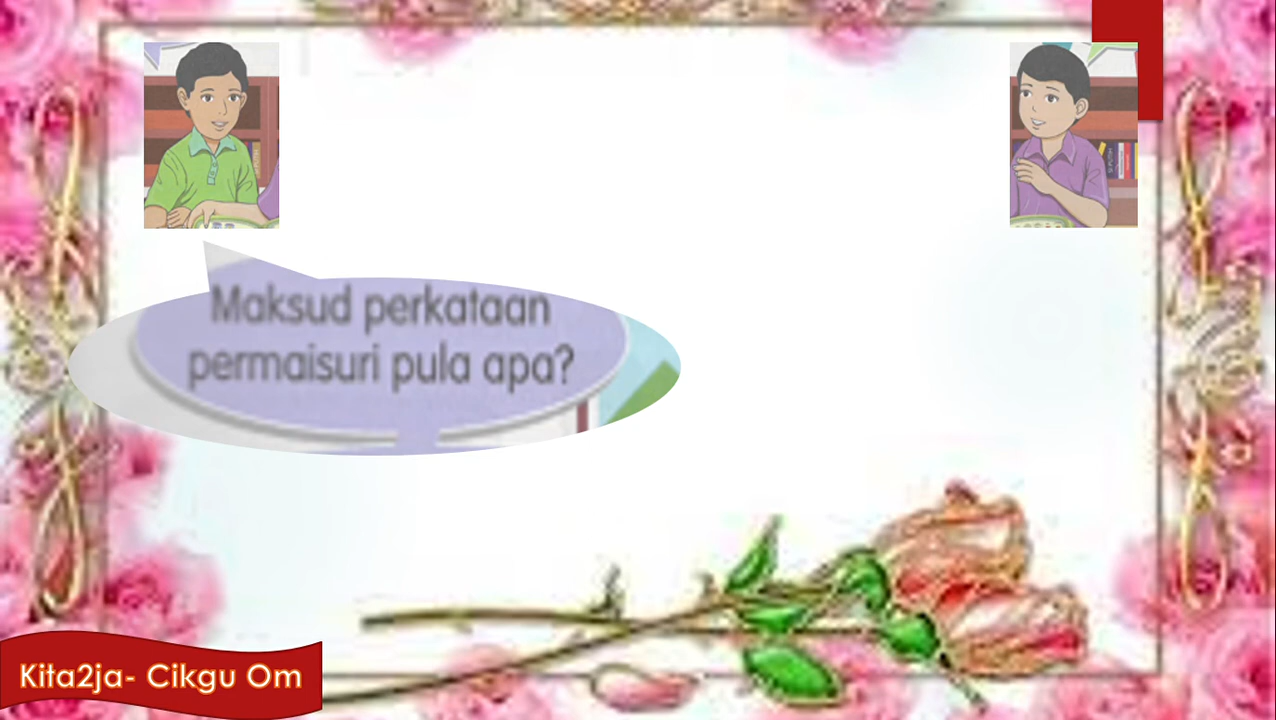 Maksud perkataan
permaisuri pula apa?
Kita2ja- Cikgu Om